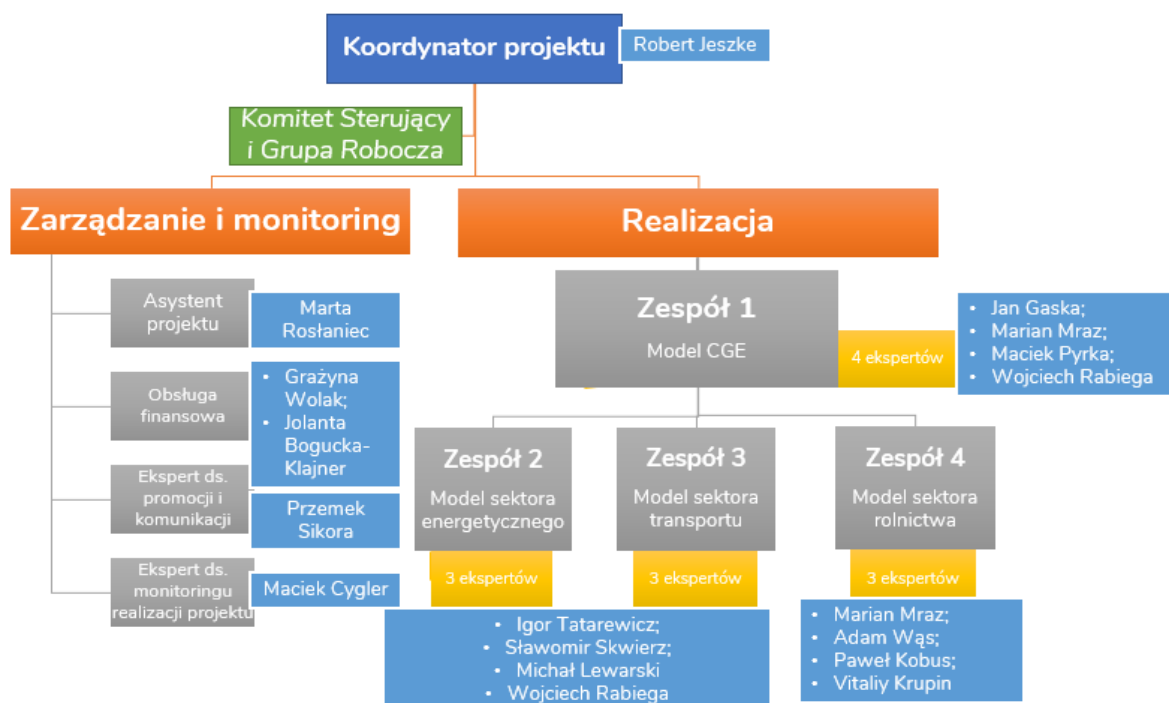 Koordynator projektu
Robert Jeszke
Komitet Sterujący
i Grupa Robocza
Zarządzanie i monitoring
Realizacja
Asystent
projektu
Marta
Rosłaniec
Obsługa
finansowa
• Grażyna
Wolak;
• Jolanta
Bogucka-
Klajner
Ekspert ds.
promocji i
komunikacji
Przemek
Sikora
Ekspert ds.
monitoringu
realizacji projektu
Maciek Cygler
Zespół 1
Model CGE
4 ekspertów
• Jan Gaska;
• Marian Mraz;
• Maciek Pyrka;
• Wojciech Rabiega
Zespół 2
Model sektora
energetycznego
3 ekspertów
Zespół 3
Model sektora
transportu
3 ekspertów
• Igor Tatarewicz;
• Sławomir Skwierz;
• Michał Lewarski
• Wojciech Rabiega
Zespół 4
Model sektora
rolnictwa
3 ekspertów
• Marian Mraz;
• Adam Wąs;
• Paweł Kobus;
• Vitaliy Krupin